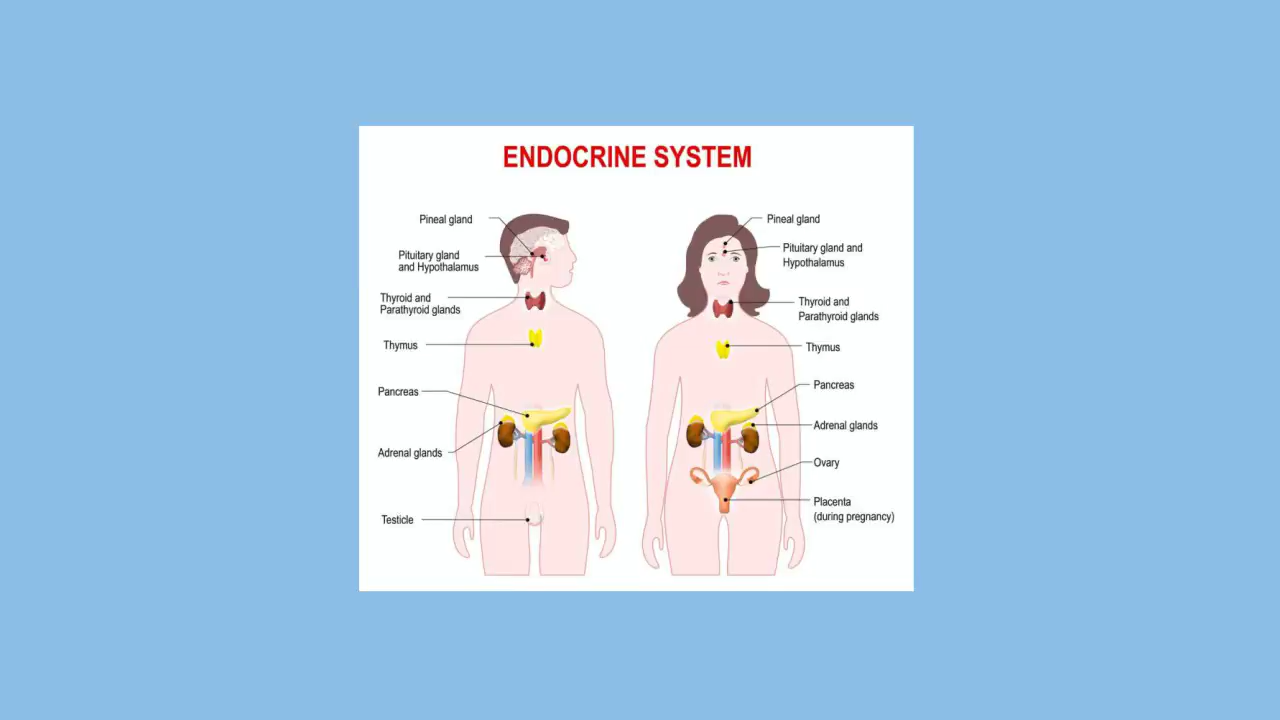 ENDOCRINE SYSTEM
Pineal gland
Pituitary gland
and Hypothalamus
Thyroid and
Parathyroid glands
Thymus
Pancreas
Adrenal glands
Testicle
Pineal gland
Pituitary gland and
Hypothalamus
Thyroid and
Parathyroid glands
Thymus
Pancreas
Adrenal glands
Ovary
Placenta
(during pregnancy)